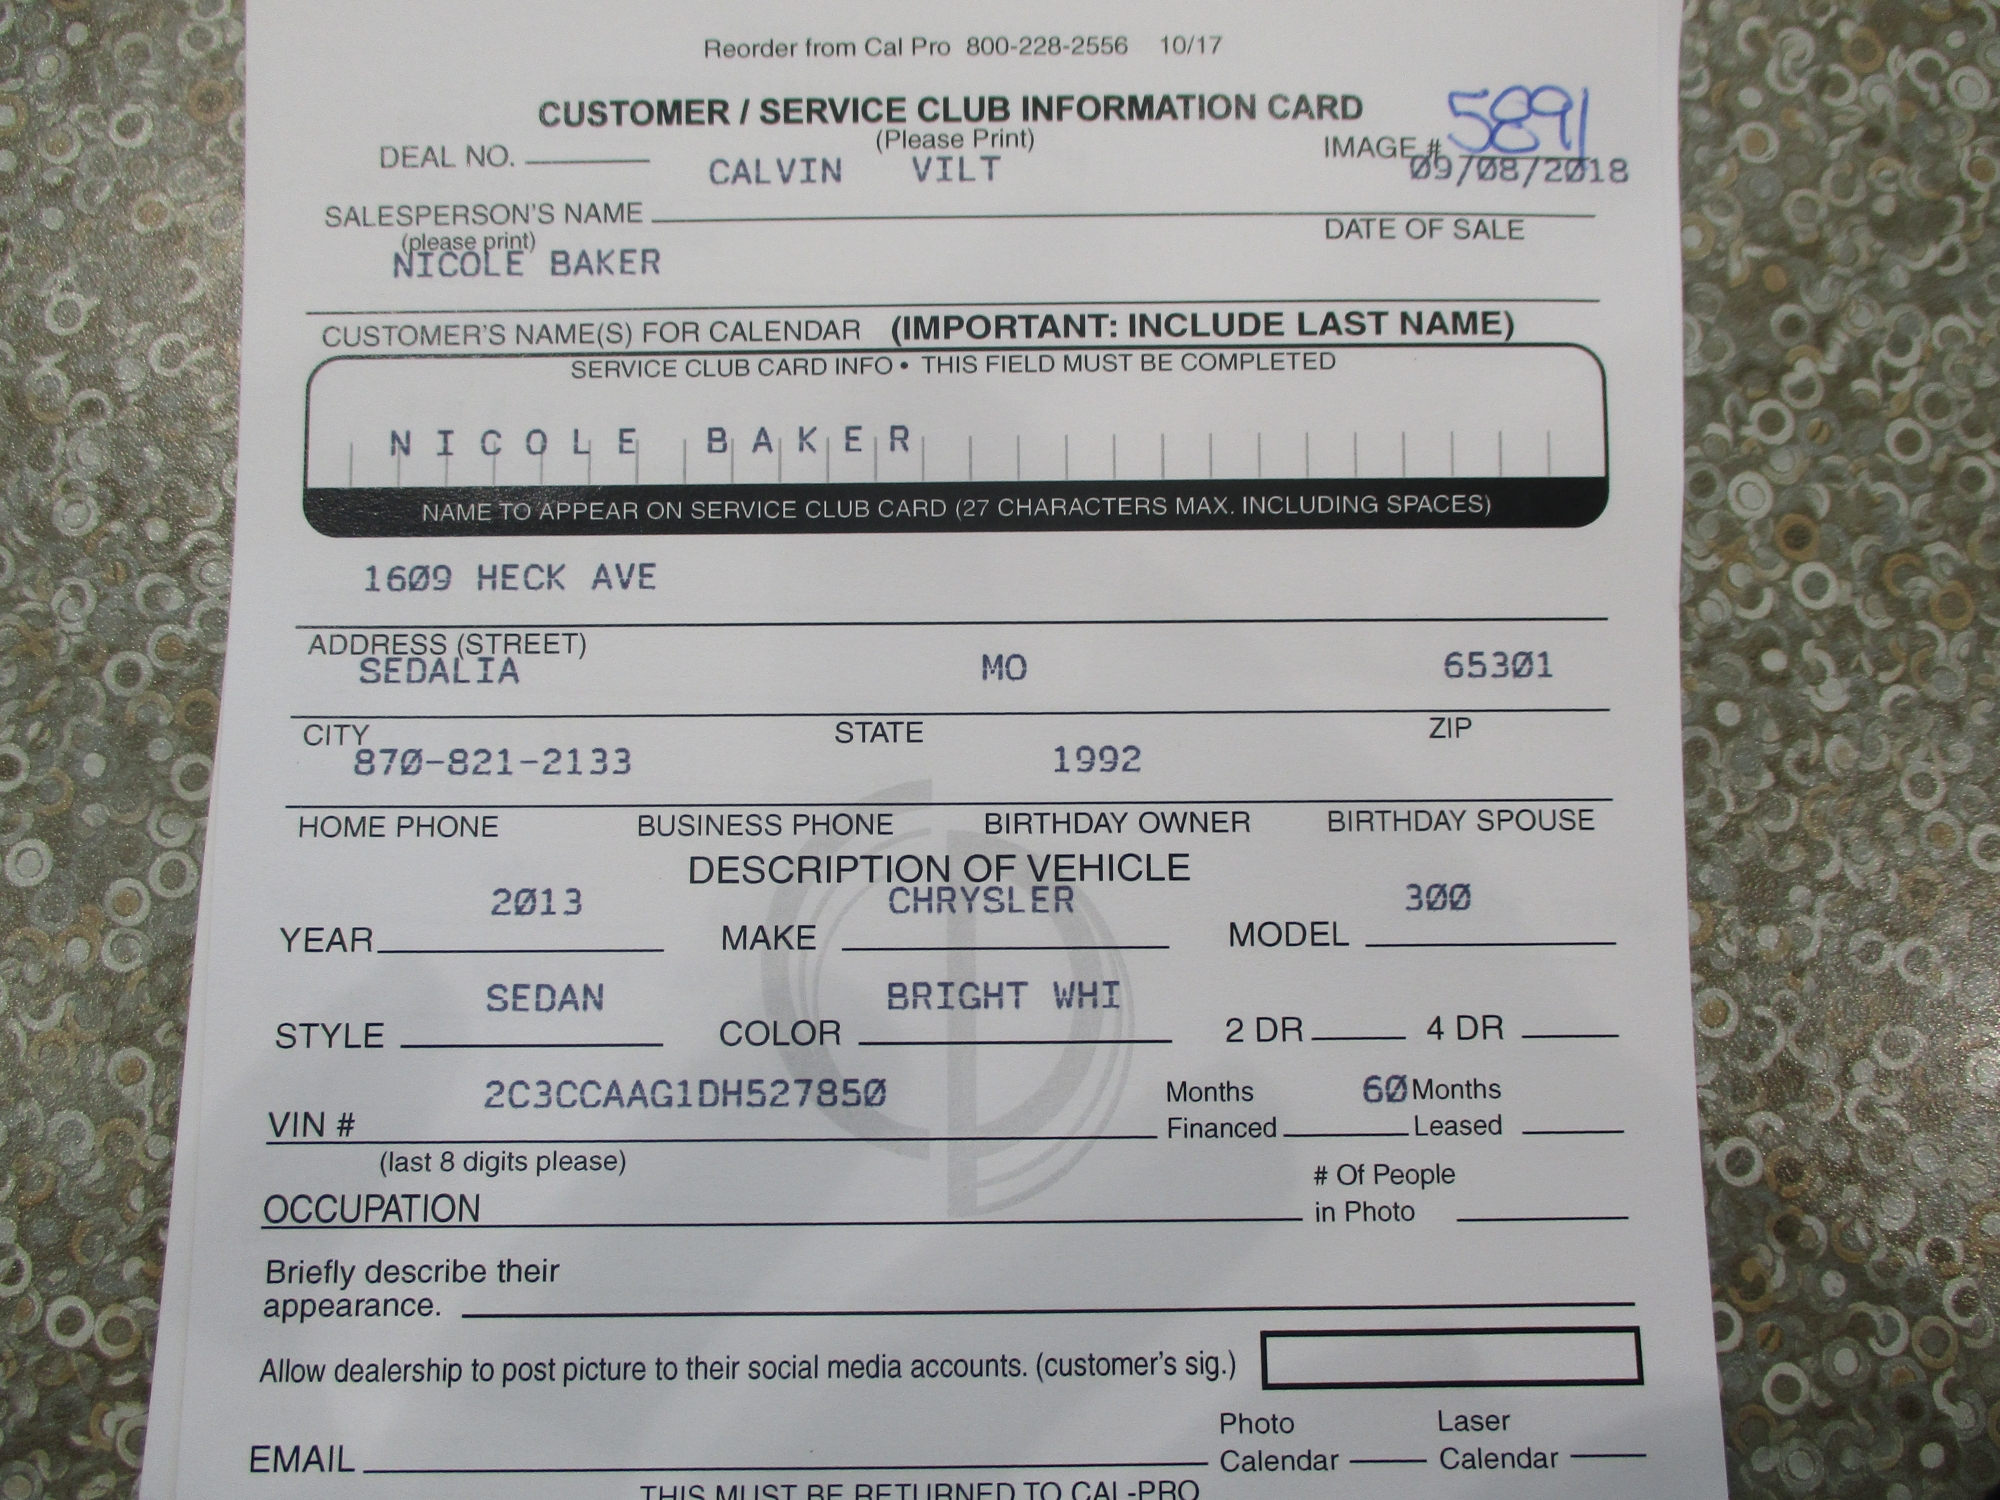 Reorder from Cal Pro 800-228-2556 10/17
CUSTOMER / SERVICE CLUB INFORMATION CARD
(Please Print)
DEAL NO. IMAGE # 5891
CALVIN VILT 09/08/2018
SALESPERSON'S NAME DATE OF SALE
(please print)
NICOLE BAKER
CUSTOMER'S NAME(S) FOR CALENDAR (IMPORTANT: INCLUDE LAST NAME)
SERVICE CLUB CARD INFO • THIS FIELD MUST BE COMPLETED
NICOLE BAKER
NAME TO APPEAR ON SERVICE CLUB CARD (27 CHARACTERS MAX. INCLUDING SPACES)
1609 HECK AVE
ADDRESS (STREET)
SEDALIA MO 65301
CITY STATE ZIP
870-821-2133 1992
HOME PHONE BUSINESS PHONE BIRTHDAY OWNER BIRTHDAY SPOUSE
DESCRIPTION OF VEHICLE
2013 CHRYSLER 300
YEAR MAKE MODEL
SEDAN BRIGHT WHI
STYLE COLOR 2 DR 4 DR
2C3CCAAG1DH527850 Months 60 Months
VIN # Financed Leased
(last 8 digits please)
# Of People
OCCUPATION in Photo
Briefly describe their
appearance.
Allow dealership to post picture to their social media accounts. (customer's sig.)
Photo Laser
EMAIL Calendar Calendar
THIS MUST BE RETURNED TO CAL-PRO